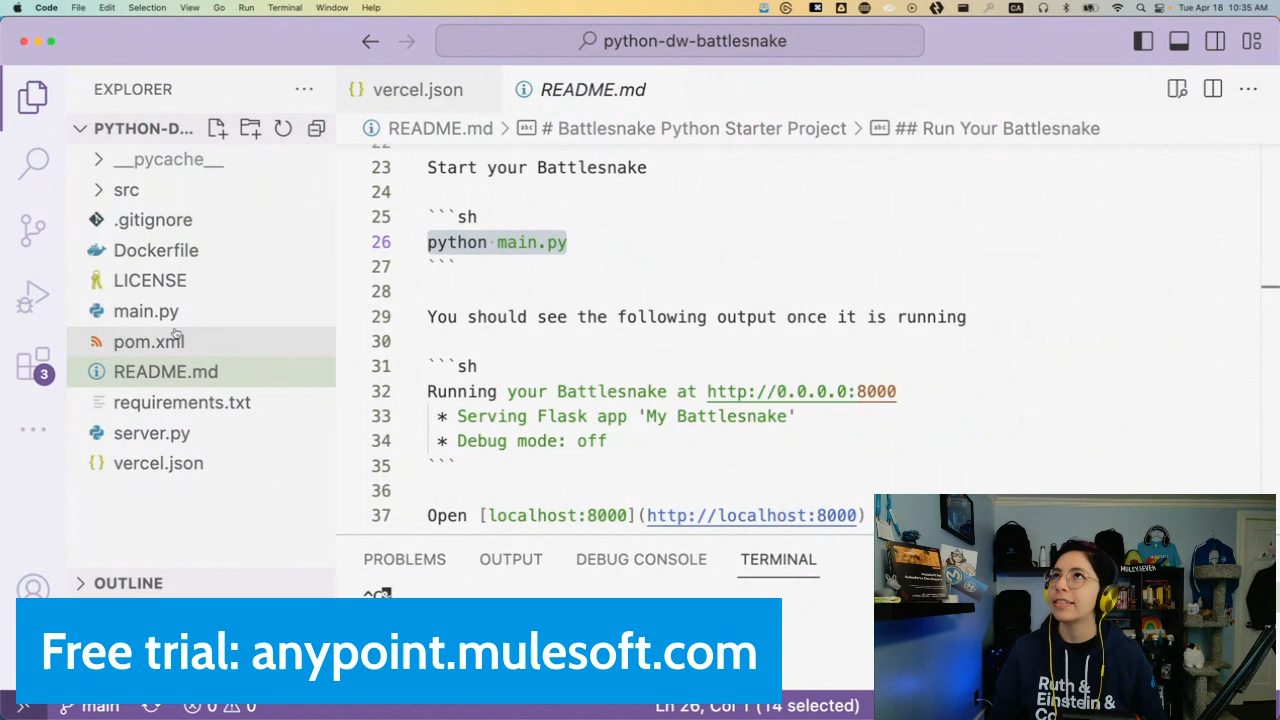 Code File Edit Selection View Go Run Terminal Window Help
CA
Tue Apr 18 10:35 AM
python-dw-battlesnake
EXPLORER
vercel.json
README.md
PYTHON-D...
README.md > # Battlesnake Python Starter Project > ## Run Your Battlesnake
__pycache__
src
.gitignore
Dockerfile
LICENSE
main.py
pom.xml
README.md
requirements.txt
server.py
vercel.json
3
OUTLINE
22
23 Start your Battlesnake
24
25 ```sh
26 python main.py
27 ```
28
29 You should see the following output once it is running
30
31 ```sh
32 Running your Battlesnake at http://0.0.0.0:8000
33 * Serving Flask app 'My Battlesnake'
34 * Debug mode: off
35 ```
36
37 Open [localhost:8000](http://localhost:8000)
PROBLEMS OUTPUT DEBUG CONSOLE TERMINAL
^C
Free trial: anypoint.mulesoft.com
main 0 0
Ln 26, Col 1 (14 selected)
Ruth &
Einstein &